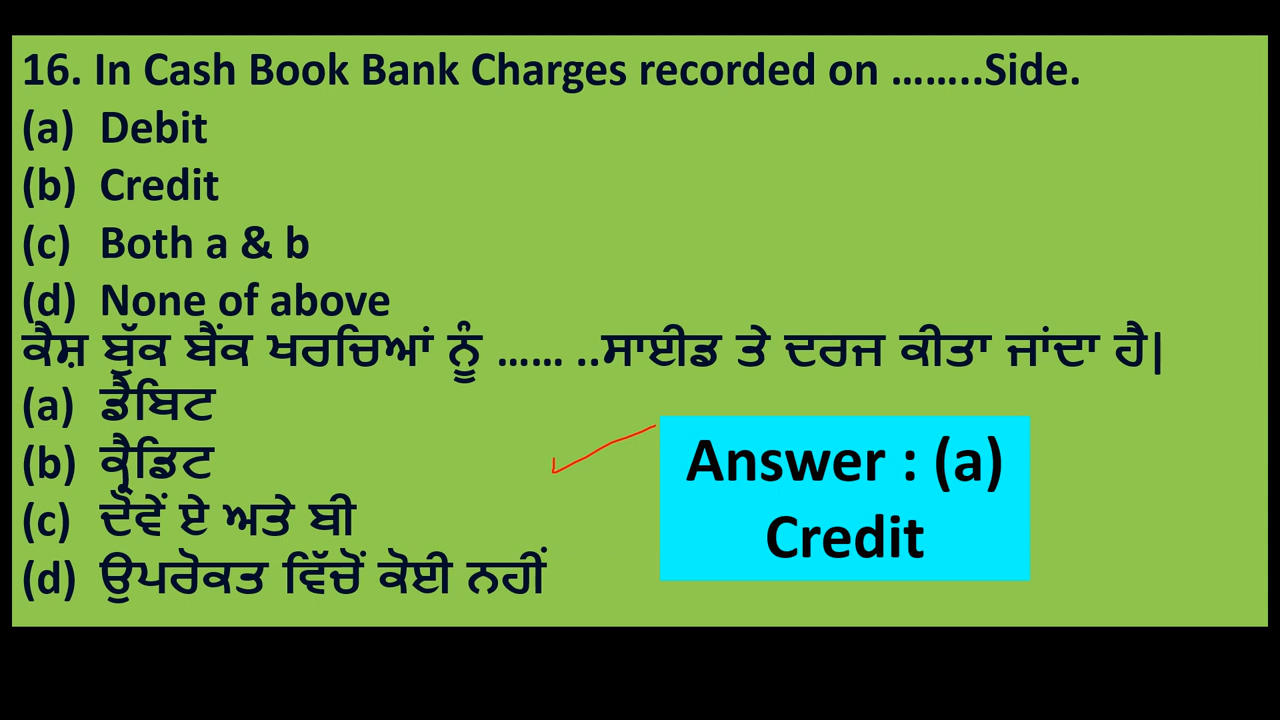 16. In Cash Book Bank Charges recorded on ……..Side.
(a) Debit
(b) Credit
(c) Both a & b
(d) None of above
ਕੈਸ਼ ਬੁੱਕ ਬੈਂਕ ਖਰਚਿਆਂ ਨੂੰ …… ..ਸਾਈਡ ਤੇ ਦਰਜ ਕੀਤਾ ਜਾਂਦਾ ਹੈ|
(a) ਡੈਬਿਟ
(b) ਕ੍ਰੈਡਿਟ
(c) ਦੋਵੇਂ ਏ ਅਤੇ ਬੀ
(d) ਉਪਰੋਕਤ ਵਿੱਚੋਂ ਕੋਈ ਨਹੀਂ
Answer : (a)
Credit